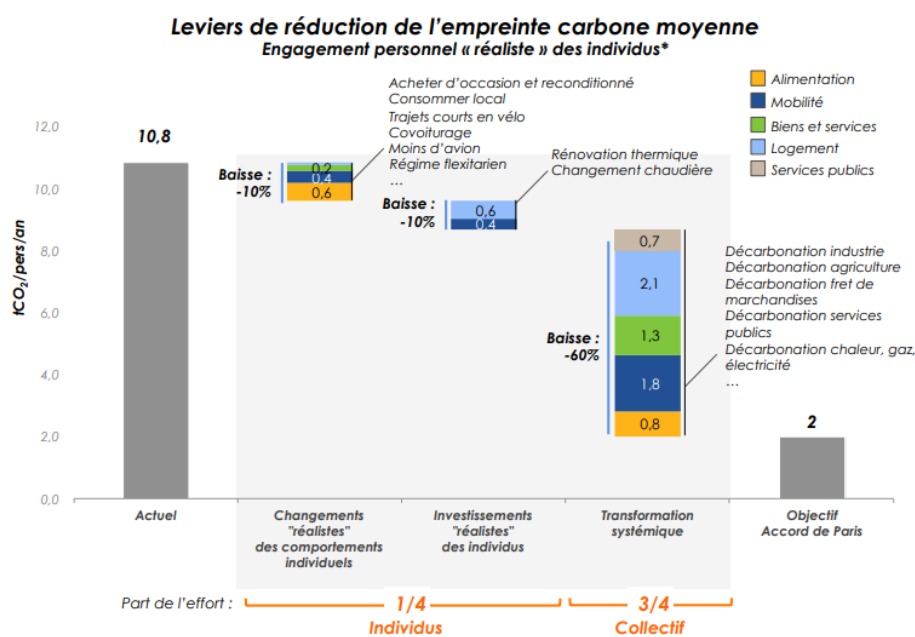 Leviers de réduction de l'empreinte carbone moyenne
Engagement personnel « réaliste » des individus*
Alimentation
Mobilité
Biens et services
Logement
Services publics
Acheter d'occasion et reconditionné
Consommer local
Trajets courts en vélo
Covoiturage
Moins d'avion
Régime flexitarien
...
Rénovation thermique
Changement chaudière
tCO2/pers/an
12,0
10,0
8,0
6,0
4,0
2,0
0,0
10,8
Baisse :
-10%
0,2
0,4
0,6
Baisse :
-10%
0,6
0,4
Baisse :
-60%
0,7
2,1
1,3
1,8
0,8
Décarbonation industrie
Décarbonation agriculture
Décarbonation fret de
marchandises
Décarbonation services
publics
Décarbonation chaleur, gaz,
électricité
...
2
Actuel
Changements
"réalistes"
des comportements
individuels
Investissements
"réalistes"
des individus
Transformation
systémique
Objectif
Accord de Paris
Part de l'effort :
1/4
Individus
3/4
Collectif